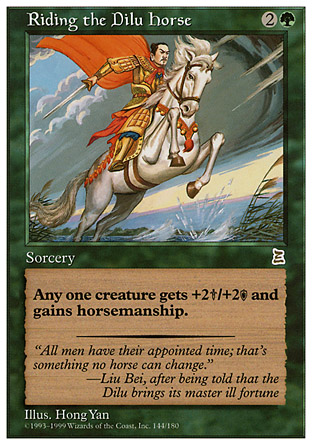 Riding the Dilu Horse 2
Sorcery
Any one creature gets +2/+2 and
gains horsemanship.
“All men have their appointed time; that’s
something no horse can change.”
—Liu Bei, after being told that the
Dilu brings its master ill fortune
Illus. Hong Yan
©1993-1999 Wizards of the Coast, Inc. 144/180